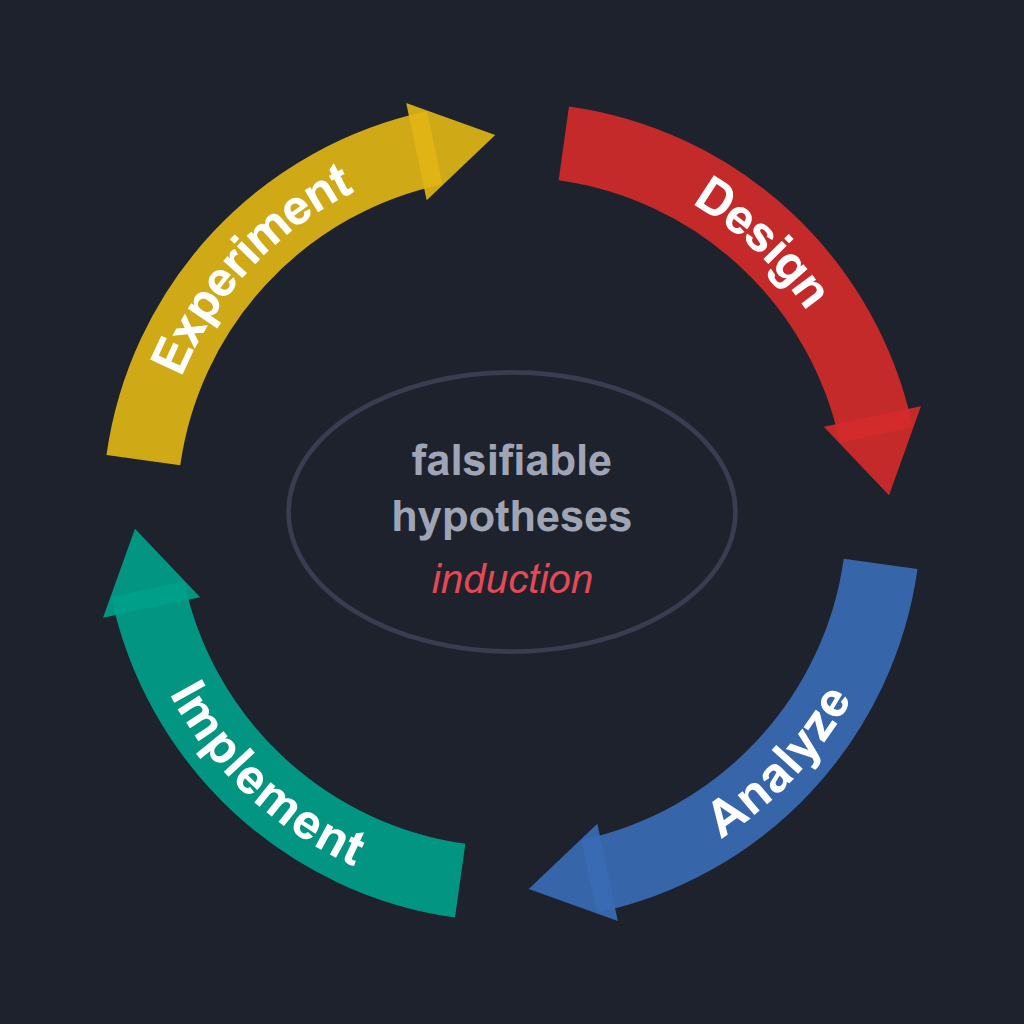 Experiment
Design
falsifiable
hypotheses
induction
Implement
Analyze